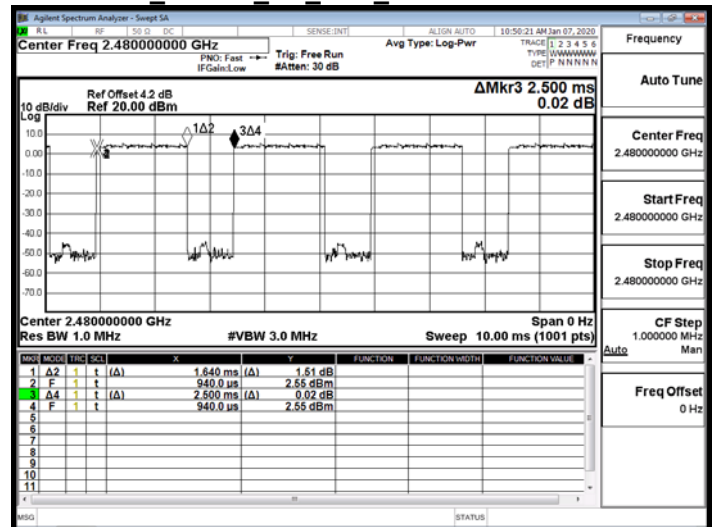 Agilent Spectrum Analyzer - Swept SA
RL RF 50 Ω DC SENSE:INT ALIGN AUTO 10:50:21 AM Jan 07, 2020
Center Freq 2.480000000 GHz
PNO: Fast
IFGain:Low
Trig: Free Run
#Atten: 30 dB
Avg Type: Log-Pwr
TRACE 1 2 3 4 5 6
TYPE WWWWWW
DET P N N N N N
ΔMkr3 2.500 ms
0.02 dB
Ref Offset 4.2 dB
10 dB/div Ref 20.00 dBm
Log
10.0
0.00
-10.0
-20.0
-30.0
-40.0
-50.0
-60.0
-70.0
1Δ2
3Δ4
Center 2.480000000 GHz Span 0 Hz
Res BW 1.0 MHz #VBW 3.0 MHz Sweep 10.00 ms (1001 pts)
MKR MODE TRC SCL X Y FUNCTION FUNCTION WIDTH FUNCTION VALUE
1 Δ2 1 t (Δ) 1.640 ms (Δ) 1.51 dB
2 F 1 t 940.0 µs 2.55 dBm
3 Δ4 1 t (Δ) 2.500 ms (Δ) 0.02 dB
4 F 1 t 940.0 µs 2.55 dBm
5
6
7
8
9
10
11
MSG STATUS
Frequency
Auto Tune
Center Freq
2.480000000 GHz
Start Freq
2.480000000 GHz
Stop Freq
2.480000000 GHz
CF Step
1.000000 MHz
Auto Man
Freq Offset
0 Hz